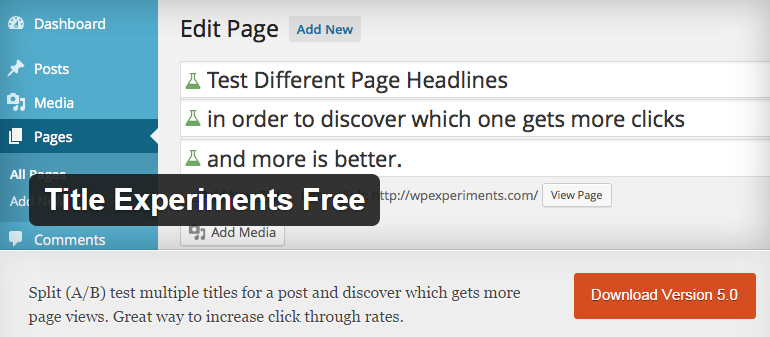 Dashboard
Edit Page Add New
Posts
Media
Pages
All Pages
Comments
Test Different Page Headlines
in order to discover which one gets more clicks
and more is better.
http://wpexperiments.com/ View Page
Add Media
Title Experiments Free
Split (A/B) test multiple titles for a post and discover which gets more
page views. Great way to increase click through rates.
Download Version 5.0